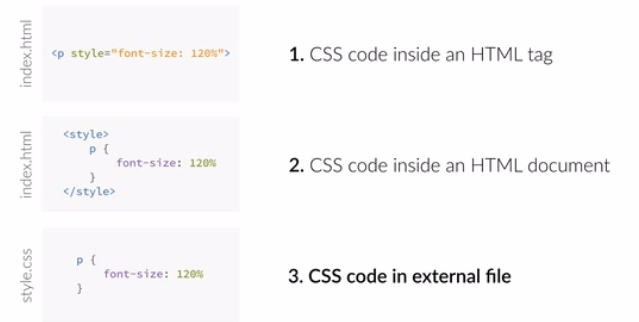 index.html
<p style="font-size: 120%">
1. CSS code inside an HTML tag
index.html
<style>
p {
font-size: 120%
}
</style>
2. CSS code inside an HTML document
style.css
p {
font-size: 120%
}
3. CSS code in external file